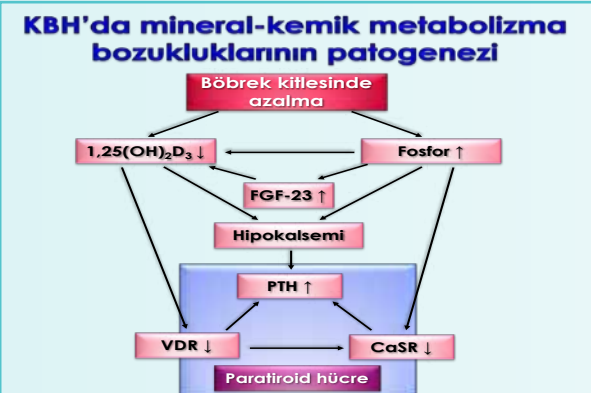 KBH’da mineral-kemik metabolizma
bozukluklarının patogenezi
Böbrek kitlesinde
azalma
1,25(OH)₂D₃ ↓
Fosfor ↑
FGF-23 ↑
Hipokalsemi
PTH ↑
VDR ↓
CaSR ↓
Paratiroid hücre